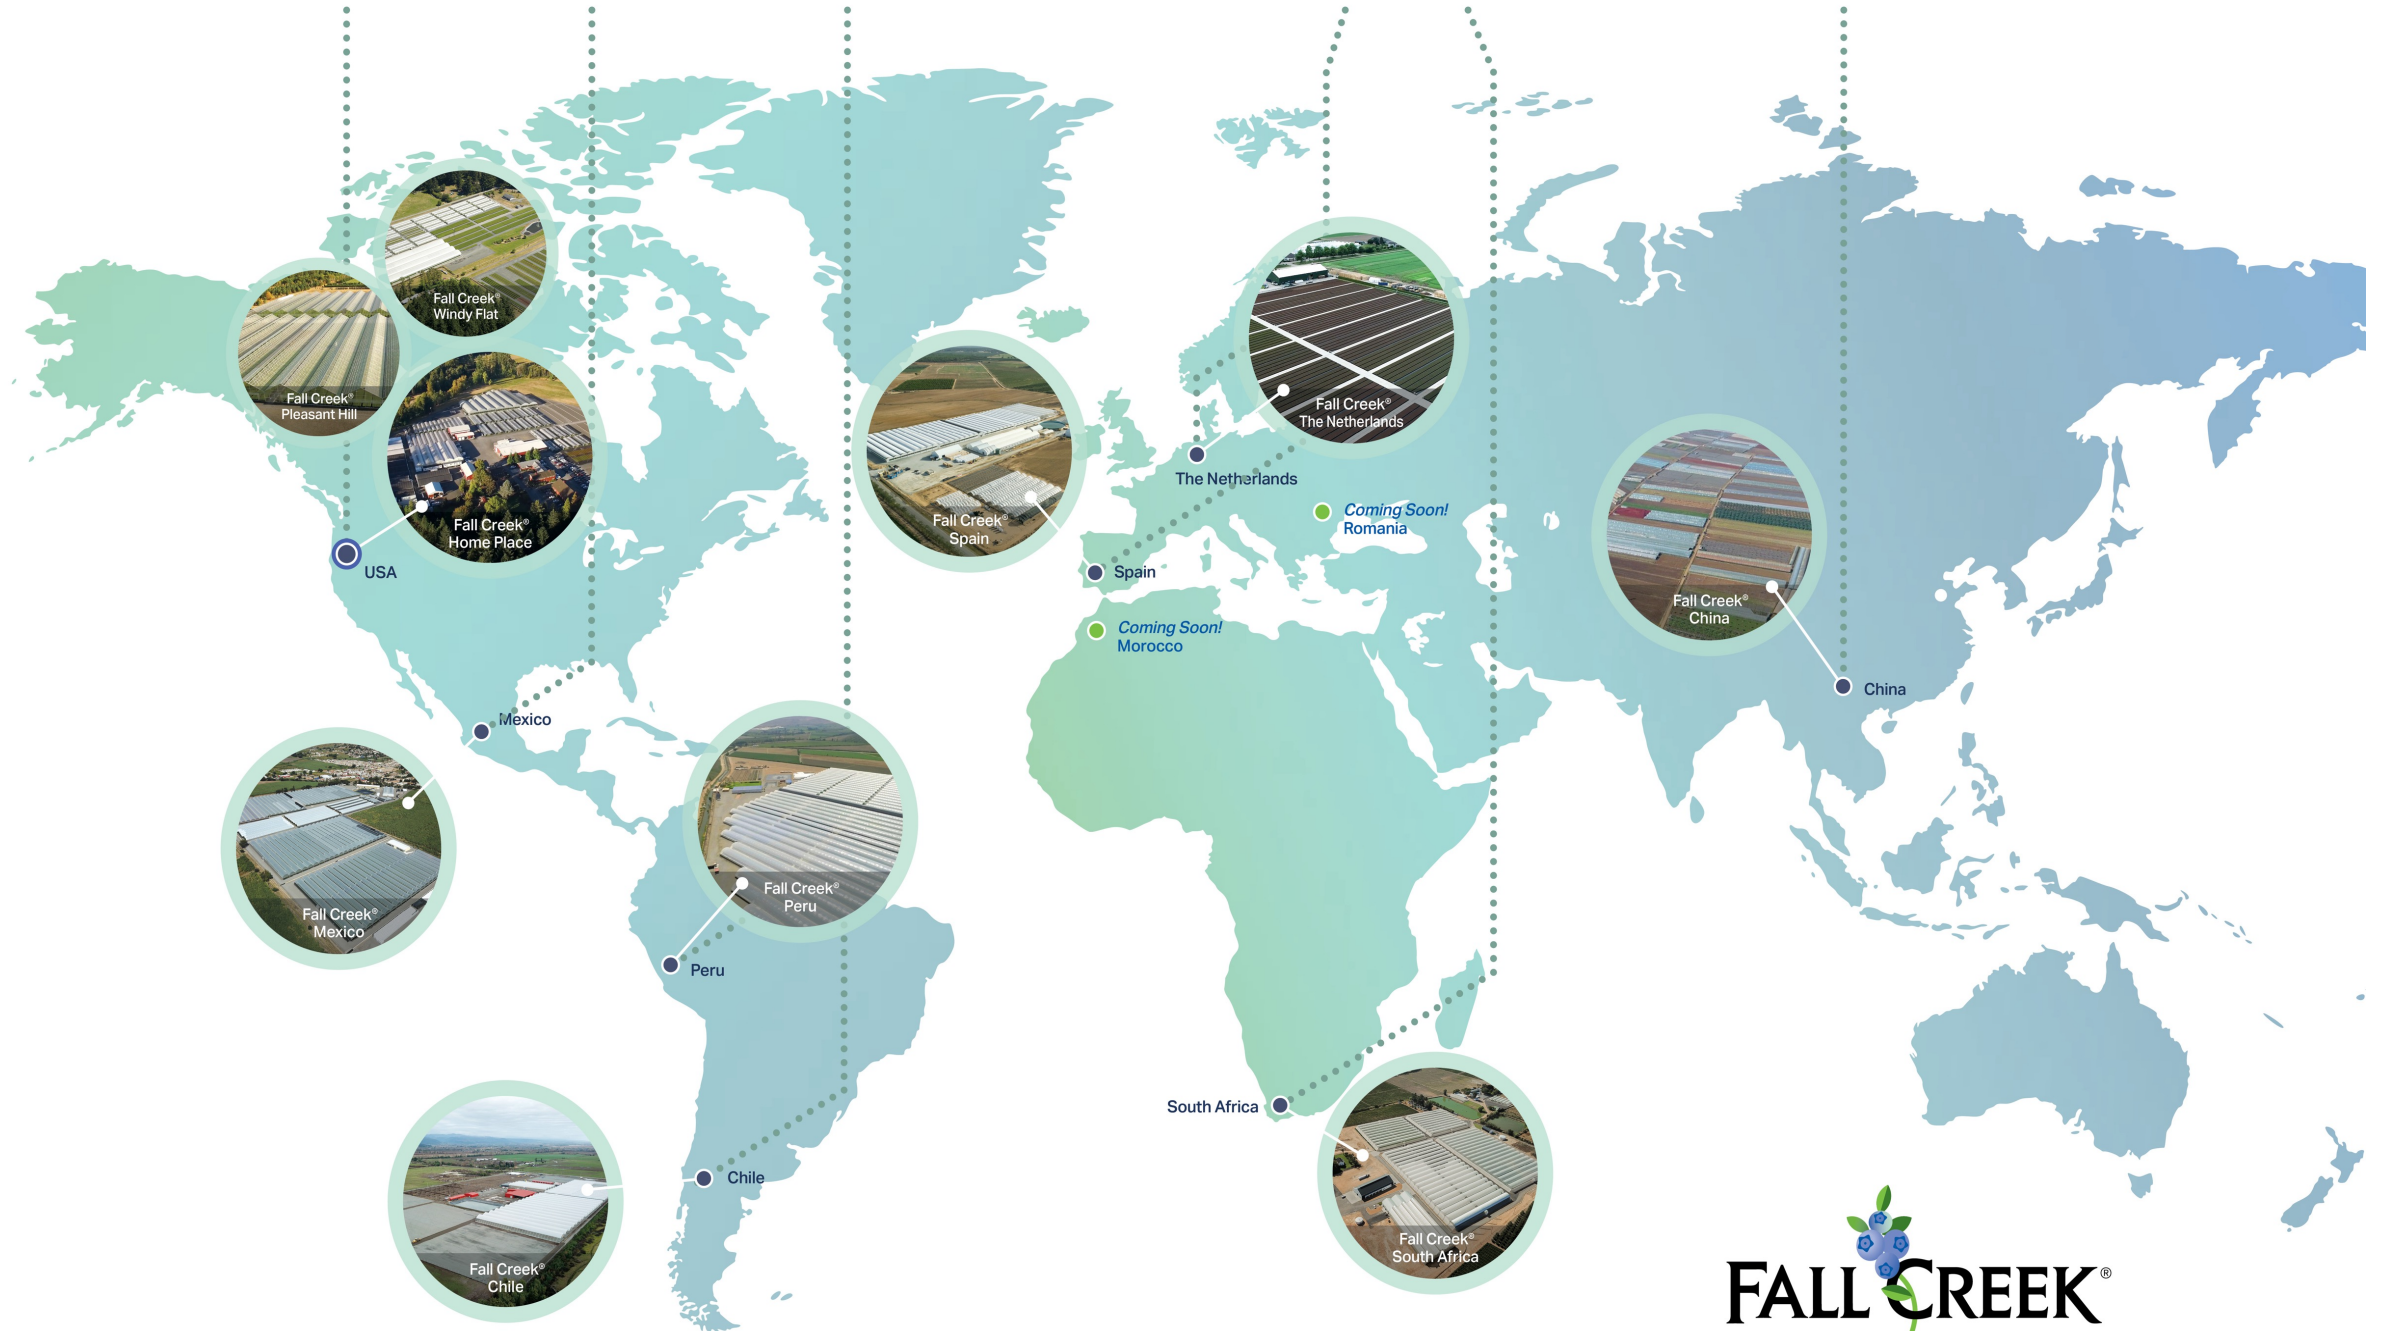 Fall Creek®
Windy Flat
Fall Creek®
Pleasant Hill
Fall Creek®
Home Place
USA
Fall Creek®
Spain
Spain
Fall Creek®
The Netherlands
The Netherlands
Coming Soon!
Romania
Coming Soon!
Morocco
Fall Creek®
China
China
Mexico
Fall Creek®
Mexico
Fall Creek®
Peru
Peru
South Africa
Fall Creek®
South Africa
Chile
Fall Creek®
Chile
FALL CREEK®